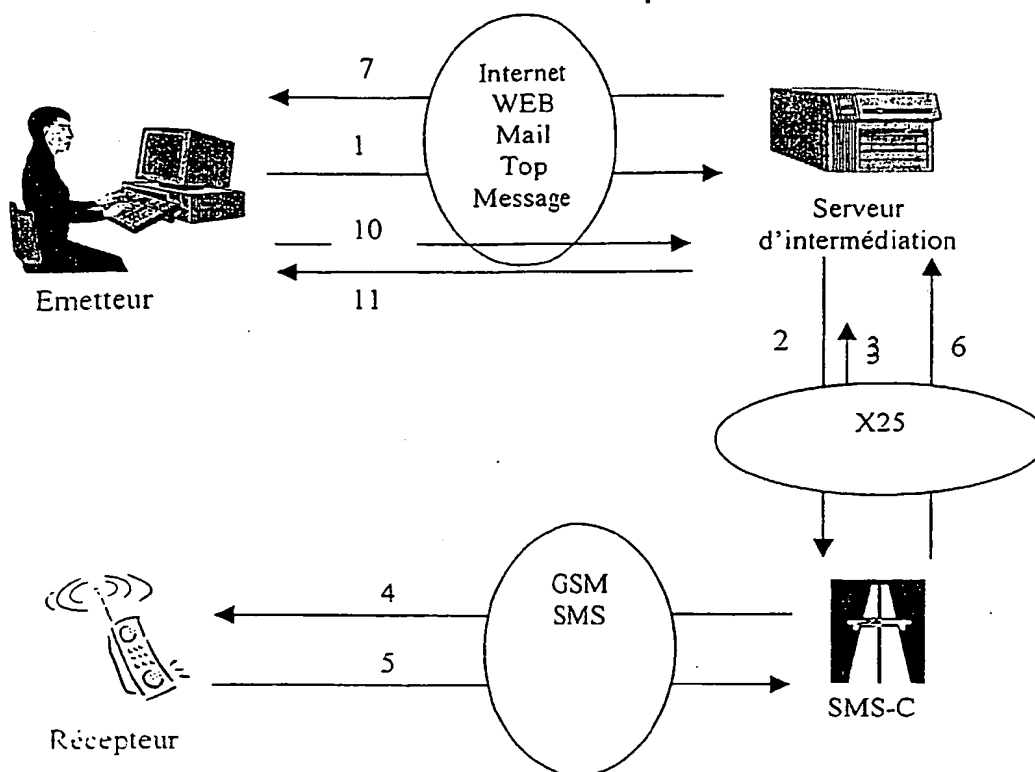 7
Internet
WEB
Mail
Top
Message
1
10
11
Emetteur
Serveur
d'intermédiation
2
3
6
X25
GSM
SMS
4
5
Récepteur
SMS-C